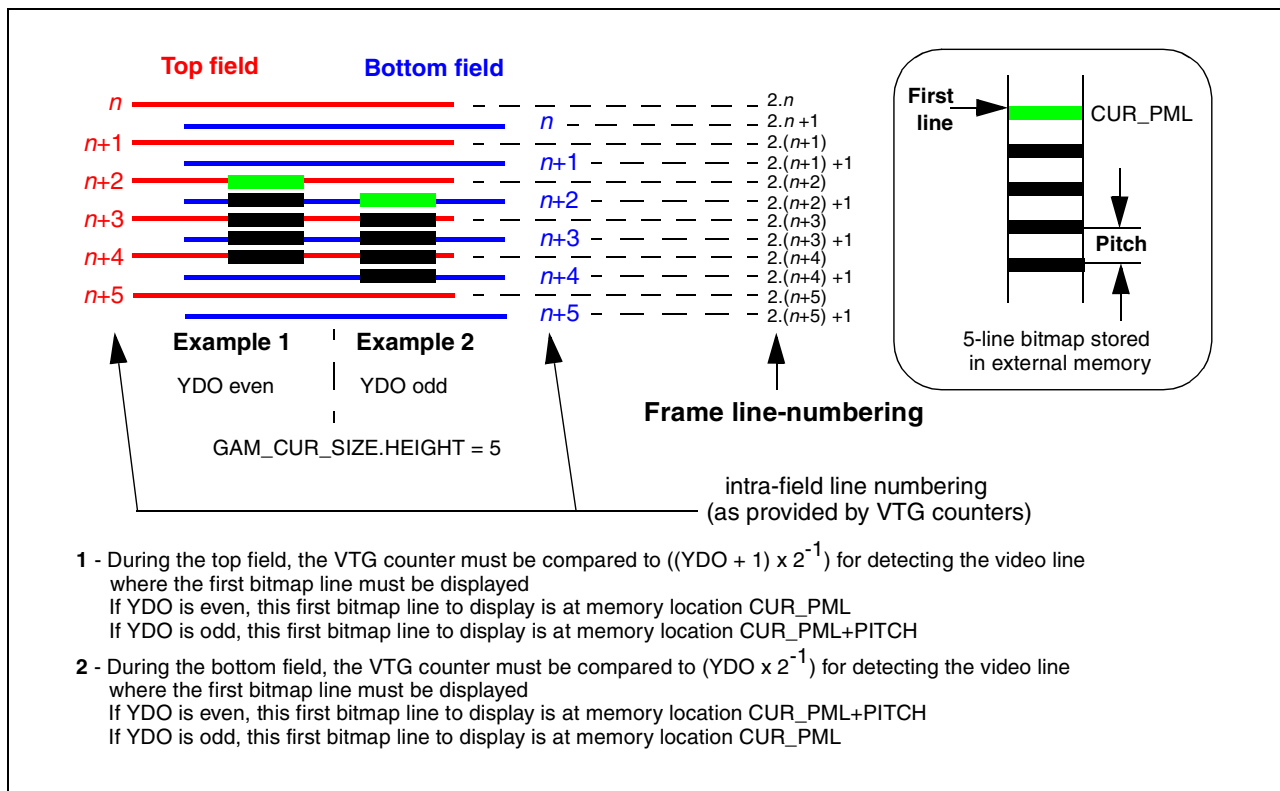 Top field
Bottom field
n
n+1
n+2
n+3
n+4
n+5
n
n+1
n+2
n+3
n+4
n+5
2.n
2.n +1
2.(n+1)
2.(n+1) +1
2.(n+2)
2.(n+2) +1
2.(n+3)
2.(n+3) +1
2.(n+4)
2.(n+4) +1
2.(n+5)
2.(n+5) +1
First
line
CUR_PML
Pitch
5-line bitmap stored
in external memory
Example 1
Example 2
YDO even
YDO odd
GAM_CUR_SIZE.HEIGHT = 5
Frame line-numbering
intra-field line numbering
(as provided by VTG counters)
1 - During the top field, the VTG counter must be compared to ((YDO + 1) x 2^-1) for detecting the video line
where the first bitmap line must be displayed
If YDO is even, this first bitmap line to display is at memory location CUR_PML
If YDO is odd, this first bitmap line to display is at memory location CUR_PML+PITCH
2 - During the bottom field, the VTG counter must be compared to (YDO x 2^-1) for detecting the video line
where the first bitmap line must be displayed
If YDO is even, this first bitmap line to display is at memory location CUR_PML+PITCH
If YDO is odd, this first bitmap line to display is at memory location CUR_PML